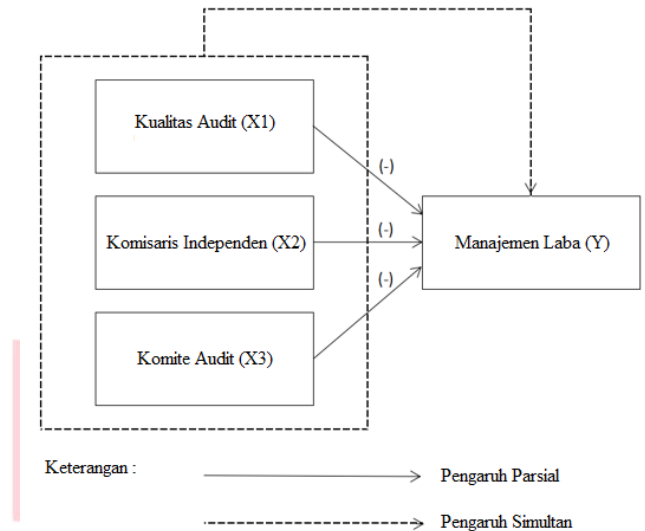 Kualitas Audit (X1)
(-)
Komisaris Independen (X2)
(-)
Manajemen Laba (Y)
(-)
Komite Audit (X3)
Keterangan :
Pengaruh Parsial
Pengaruh Simultan